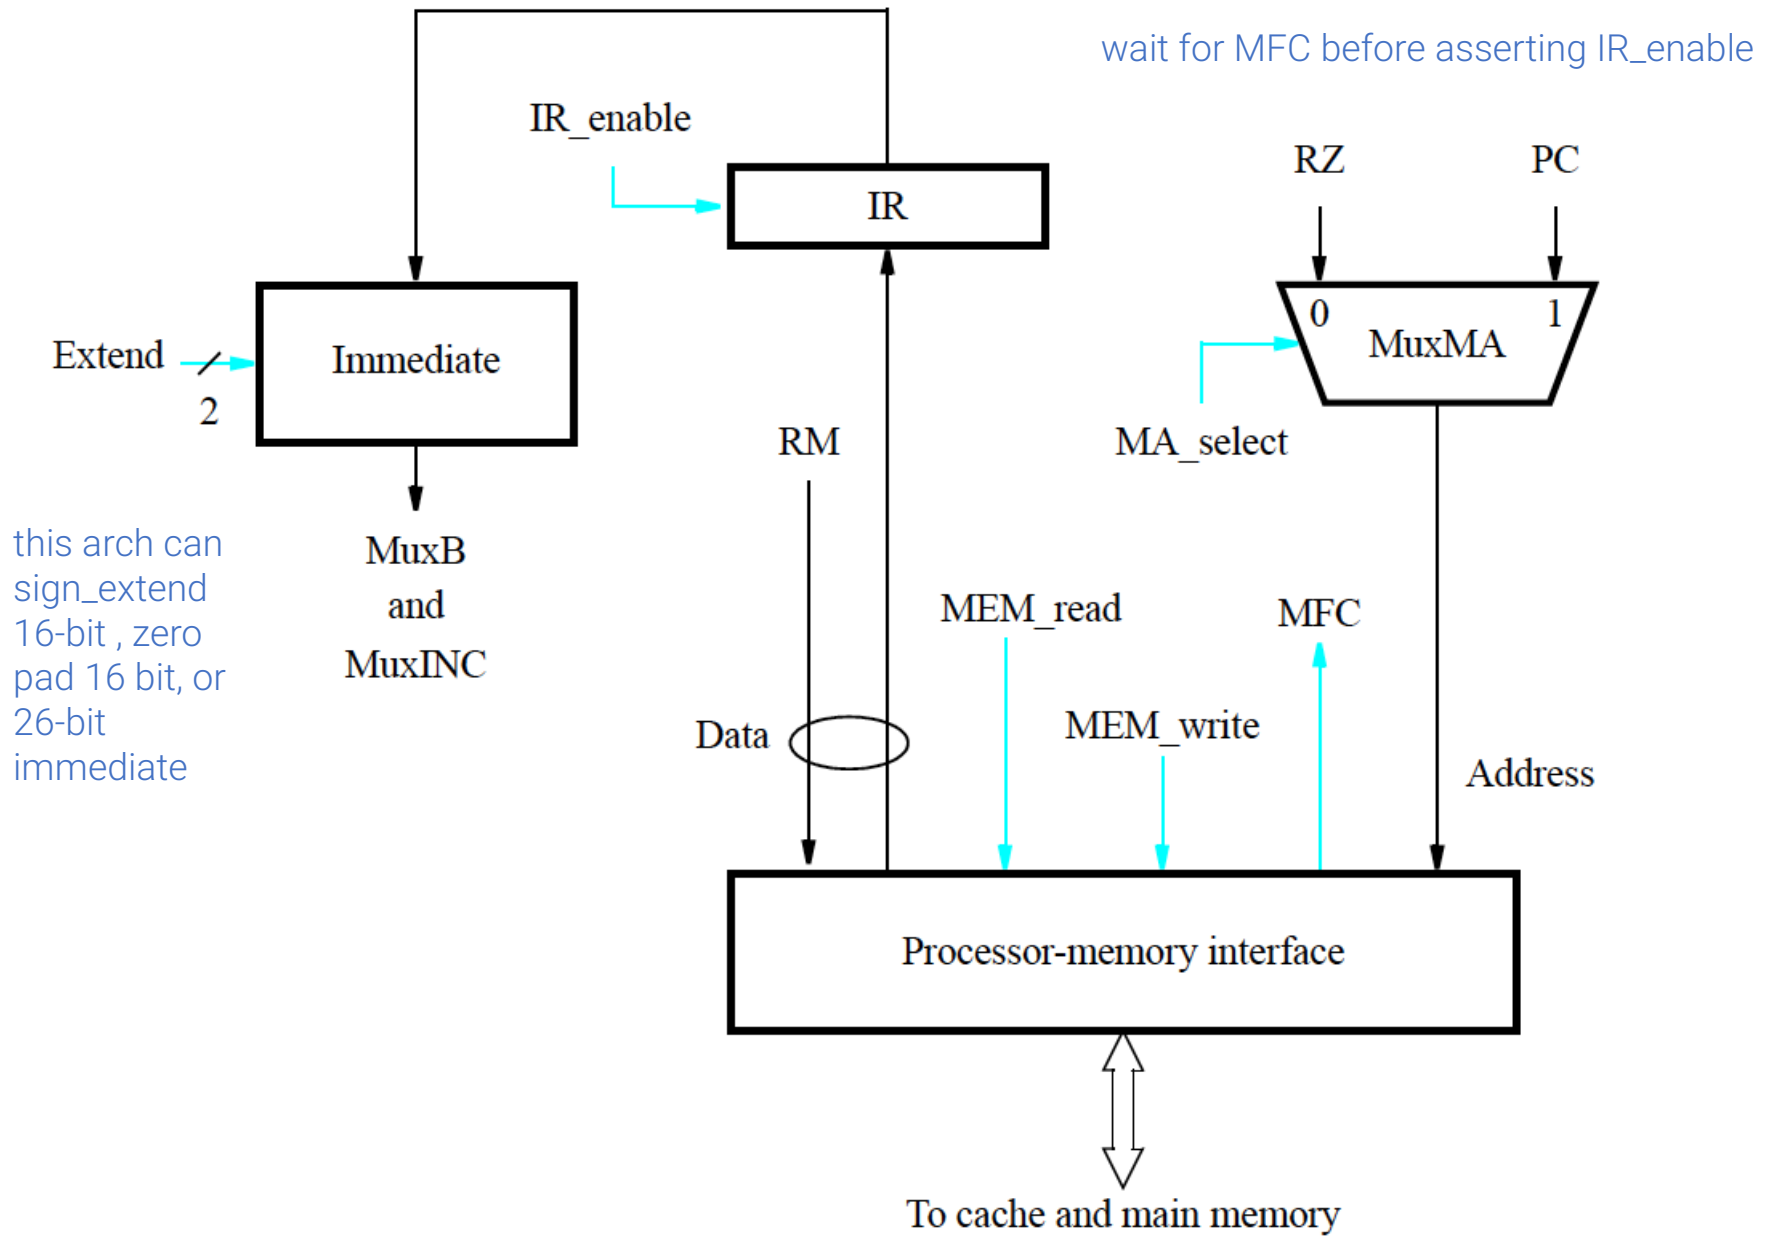 wait for MFC before asserting IR_enable
IR_enable
RZ
PC
IR
0
1
MuxMA
Extend
2
Immediate
RM
MA_select
this arch can
sign_extend
16-bit , zero
pad 16 bit, or
26-bit
immediate
MuxB
and
MuxINC
MEM_read
MFC
Data
MEM_write
Address
Processor-memory interface
To cache and main memory